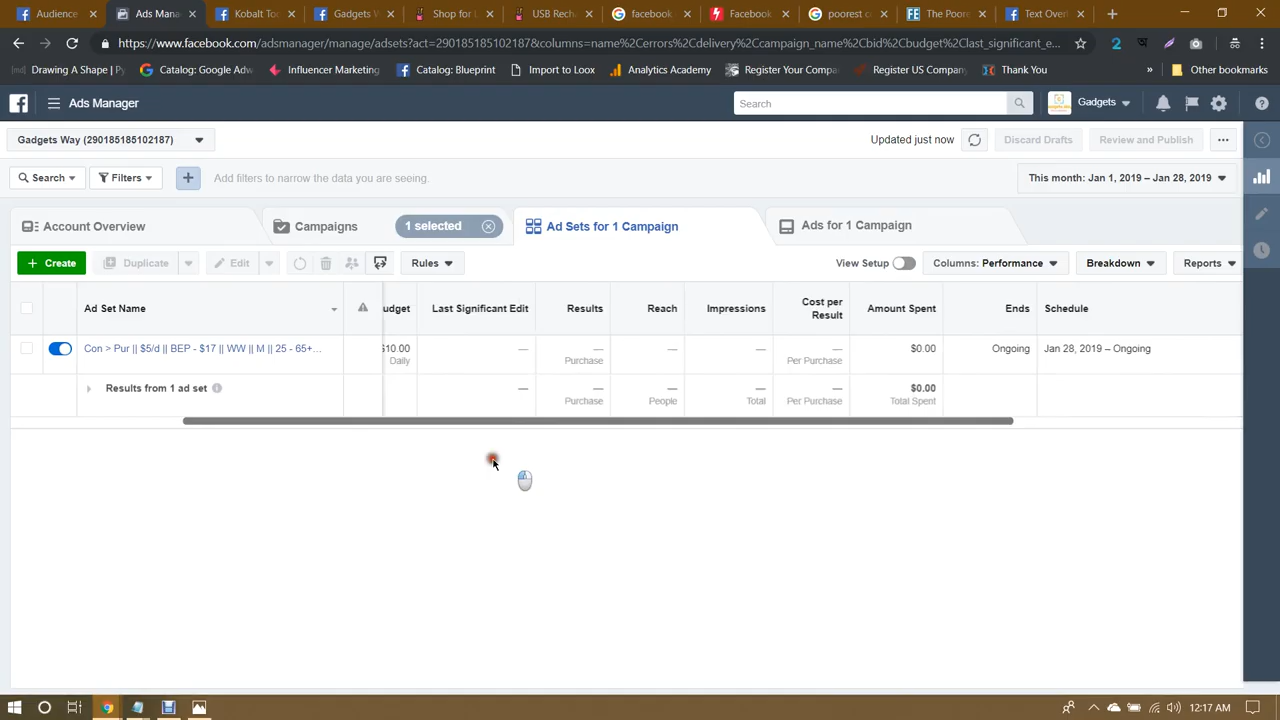 Audience
Ads Mana
Kobalt Too
Gadgets W
Shop for L
USB Recha
facebook
Facebook
poorest co
The Poore
Text Over
https://www.facebook.com/adsmanager/manage/adsets?act=290185185102187&columns=name%2Cerrors%2Cdelivery%2Ccampaign_name%2Cbid%2Cbudget%2Clast_significant_e...
Drawing A Shape | Py
Catalog: Google Adw
Influencer Marketing
Catalog: Blueprint
Import to Loox
Analytics Academy
Register Your Compa
Register US Company
Thank You
»
Other bookmarks
Ads Manager
Search
Gadgets
Gadgets Way (290185185102187)
Updated just now
Discard Drafts
Review and Publish
Search
Filters
Add filters to narrow the data you are seeing.
This month: Jan 1, 2019 – Jan 28, 2019
Account Overview
Campaigns
1 selected
Ad Sets for 1 Campaign
Ads for 1 Campaign
+ Create
Duplicate
Edit
Rules
View Setup
Columns: Performance
Breakdown
Reports
Ad Set Name
udget
Last Significant Edit
Results
Reach
Impressions
Cost per Result
Amount Spent
Ends
Schedule
Con > Pur || $5/d || BEP - $17 || WW || M || 25 - 65+...
$10.00
Daily
—
—
Purchase
—
—
—
Per Purchase
$0.00
Ongoing
Jan 28, 2019 – Ongoing
Results from 1 ad set
—
—
Purchase
—
People
—
Total
—
Per Purchase
$0.00
Total Spent
12:17 AM